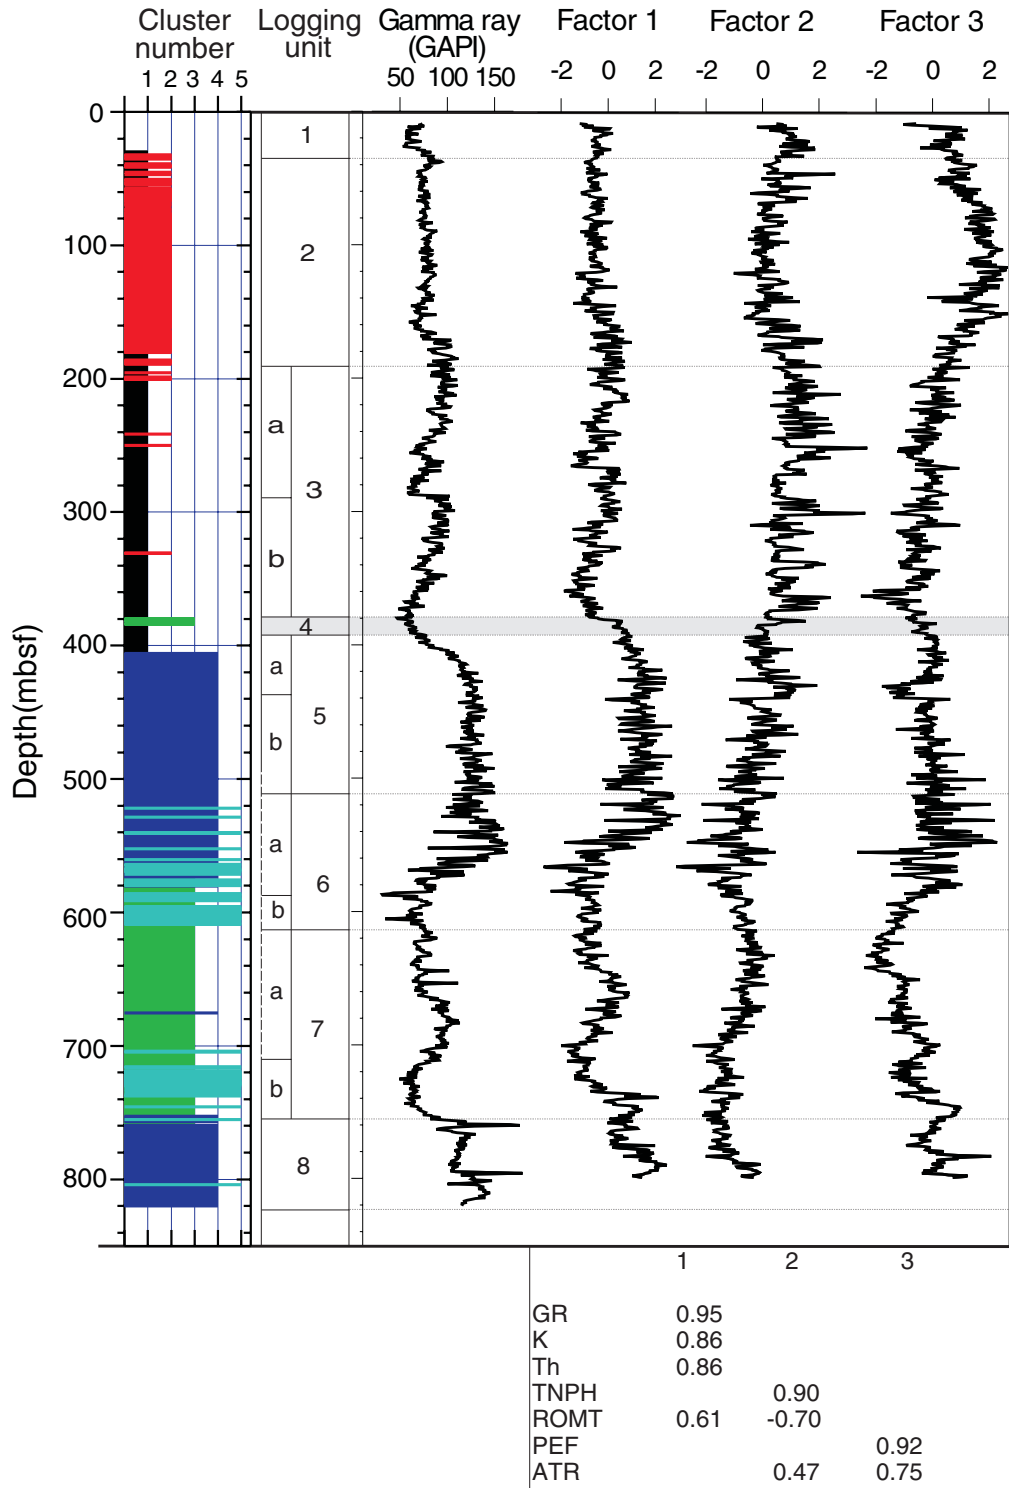 Cluster number
Logging unit
Gamma ray (GAPI)
Factor 1
Factor 2
Factor 3
1 2 3 4 5
50 100 150
-2 0 2
-2 0 2
-2 0 2
Depth(mbsf)
0
100
200
300
400
500
600
700
800
1
2
a
3
b
4
a
5
b
a
6
b
a
7
b
8
1 2 3
GR 0.95
K 0.86
Th 0.86
TNPH 0.90
ROMT 0.61 -0.70
PEF 0.92
ATR 0.47 0.75